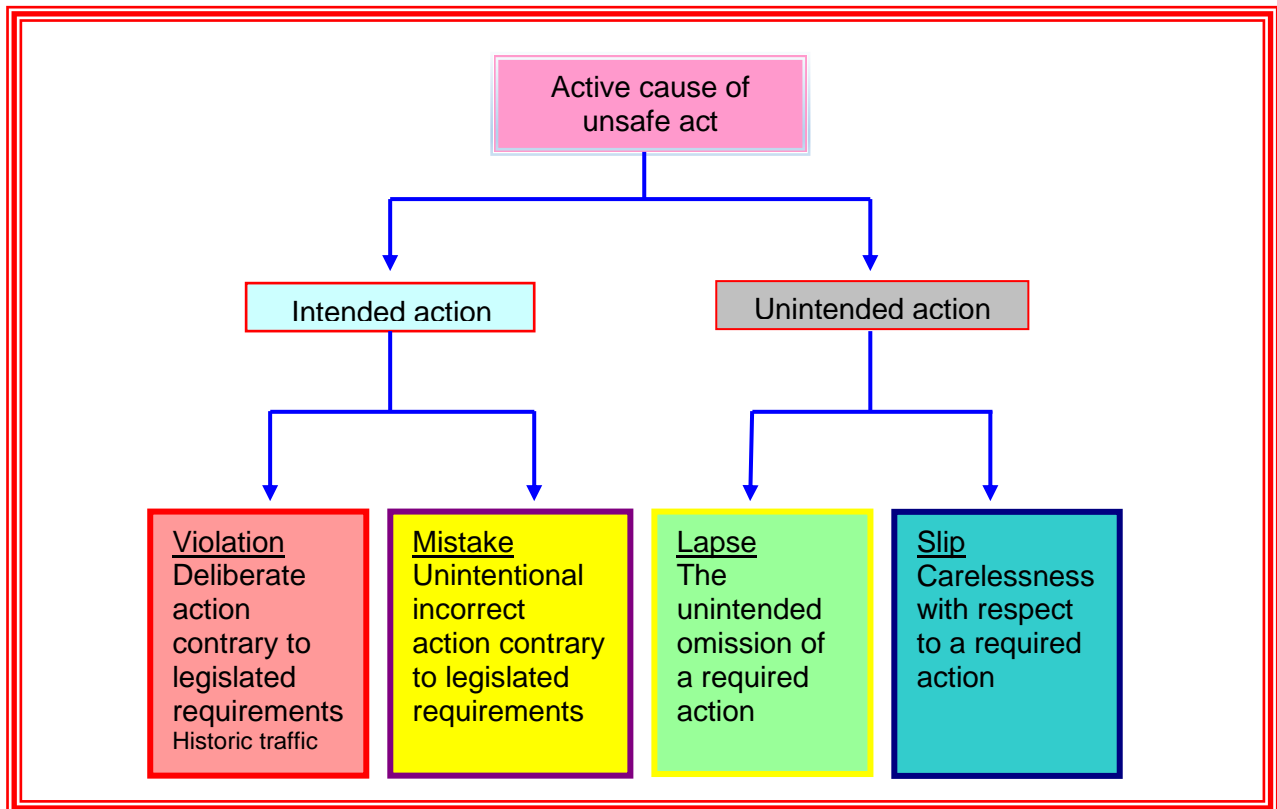 Active cause of
unsafe act
Intended action
Unintended action
Violation
Deliberate
action
contrary to
legislated
requirements
Historic traffic
Mistake
Unintentional
incorrect
action contrary
to legislated
requirements
Lapse
The
unintended
omission of
a required
action
Slip
Carelessness
with respect
to a required
action